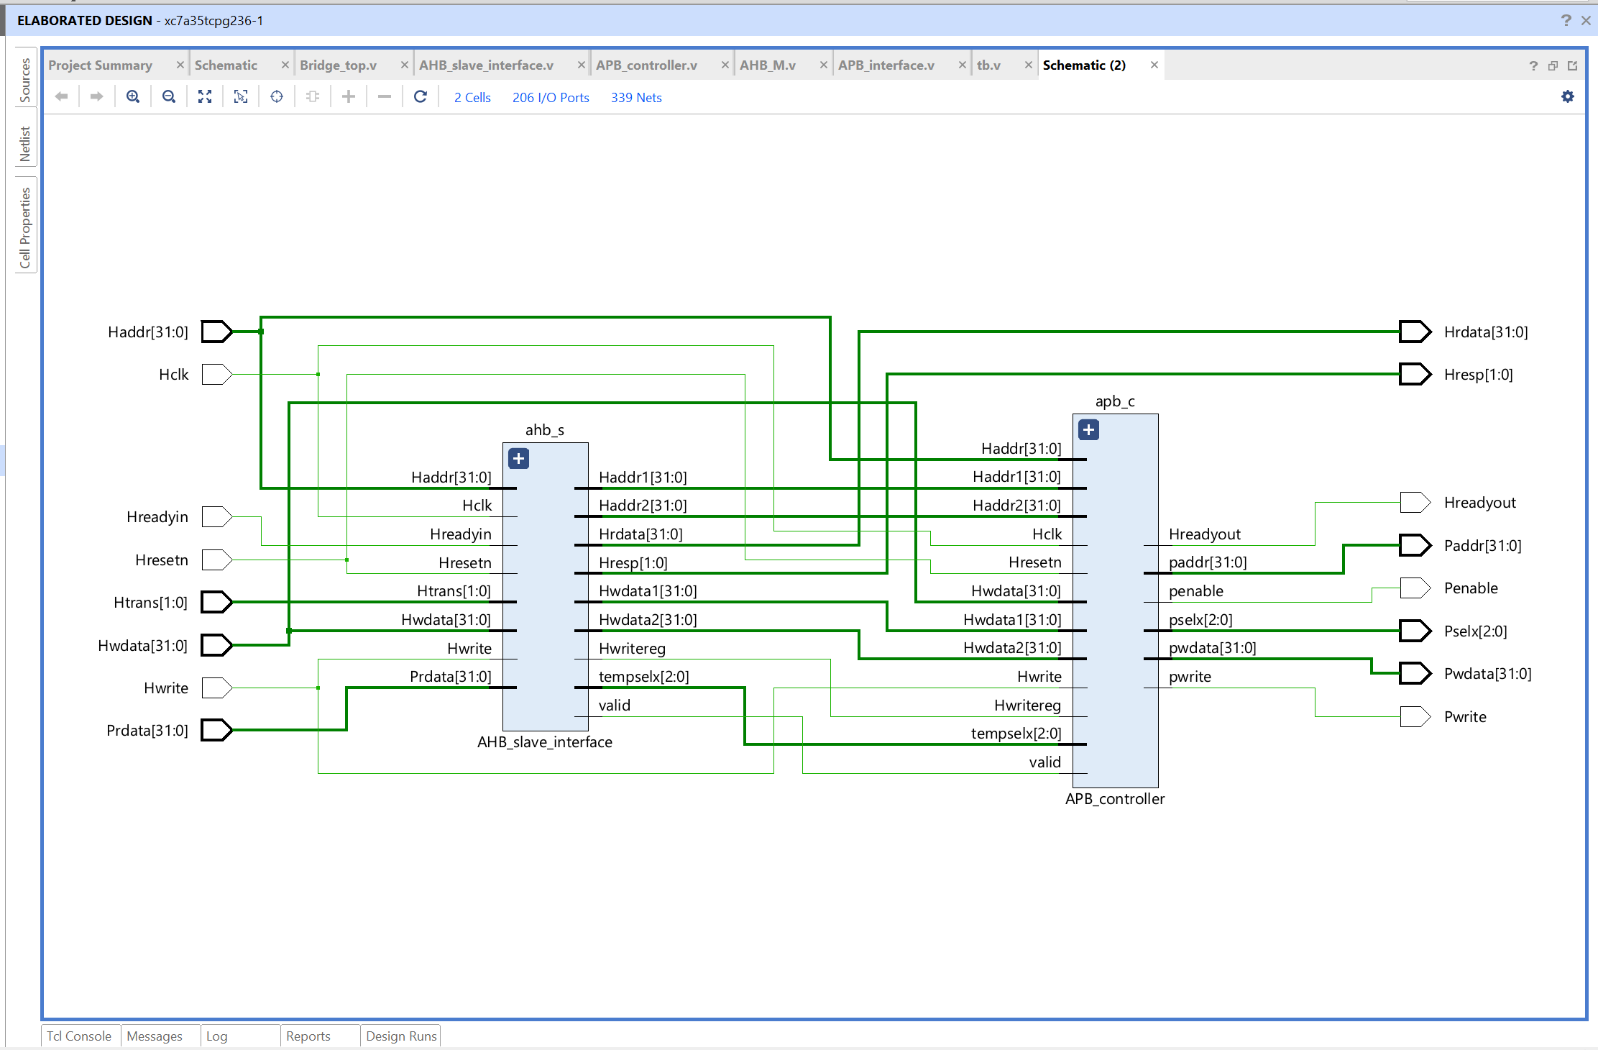 ELABORATED DESIGN - xc7a35tcpg236-1
Sources
Netlist
Cell Properties
Project Summary
Schematic
Bridge_top.v
AHB_slave_interface.v
APB_controller.v
AHB_M.v
APB_interface.v
tb.v
Schematic (2)
2 Cells
206 I/O Ports
339 Nets
Haddr[31:0]
Hclk
Hreadyin
Hresetn
Htrans[1:0]
Hwdata[31:0]
Hwrite
Prdata[31:0]
ahb_s
Haddr[31:0]
Hclk
Hreadyin
Hresetn
Htrans[1:0]
Hwdata[31:0]
Hwrite
Prdata[31:0]
Haddr1[31:0]
Haddr2[31:0]
Hrdata[31:0]
Hresp[1:0]
Hwdata1[31:0]
Hwdata2[31:0]
Hwritereg
tempselx[2:0]
valid
AHB_slave_interface
apb_c
Haddr[31:0]
Haddr1[31:0]
Haddr2[31:0]
Hclk
Hresetn
Hwdata[31:0]
Hwdata1[31:0]
Hwdata2[31:0]
Hwrite
Hwritereg
tempselx[2:0]
valid
Hreadyout
paddr[31:0]
penable
pselx[2:0]
pwdata[31:0]
pwrite
APB_controller
Hrdata[31:0]
Hresp[1:0]
Hreadyout
Paddr[31:0]
Penable
Pselx[2:0]
Pwdata[31:0]
Pwrite
Tcl Console
Messages
Log
Reports
Design Runs